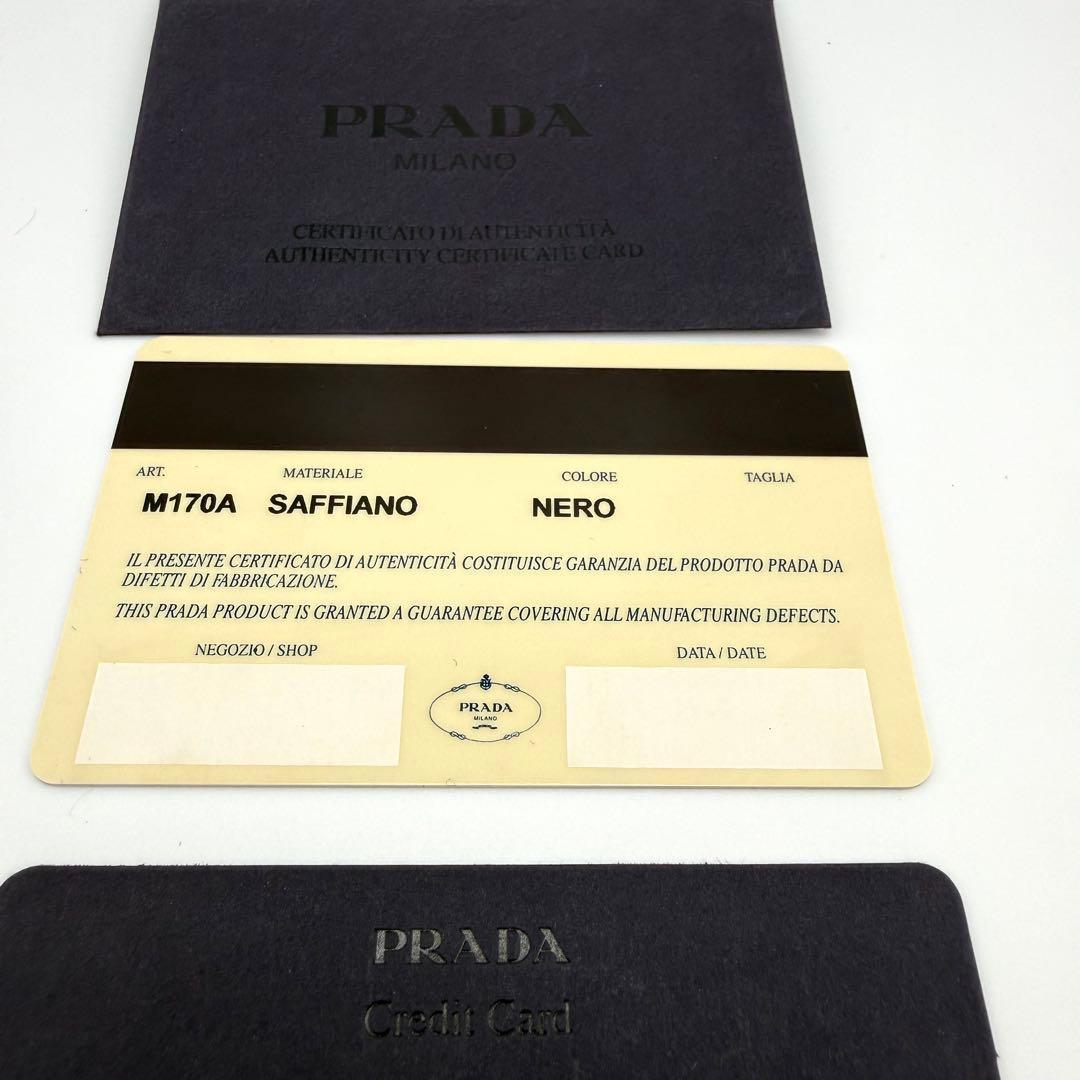 PRADA
MILANO
CERTIFICATO DI AUTENTICITÀ
AUTHENTICITY CERTIFICATE CARD
ART. MATERIALE COLORE TAGLIA
M170A SAFFIANO NERO
IL PRESENTE CERTIFICATO DI AUTENTICITÀ COSTITUISCE GARANZIA DEL PRODOTTO PRADA DA
DIFETTI DI FABBRICAZIONE.
THIS PRADA PRODUCT IS GRANTED A GUARANTEE COVERING ALL MANUFACTURING DEFECTS.
NEGOZIO / SHOP DATA / DATE
PRADA
MILANO
PRADA
Credit Card